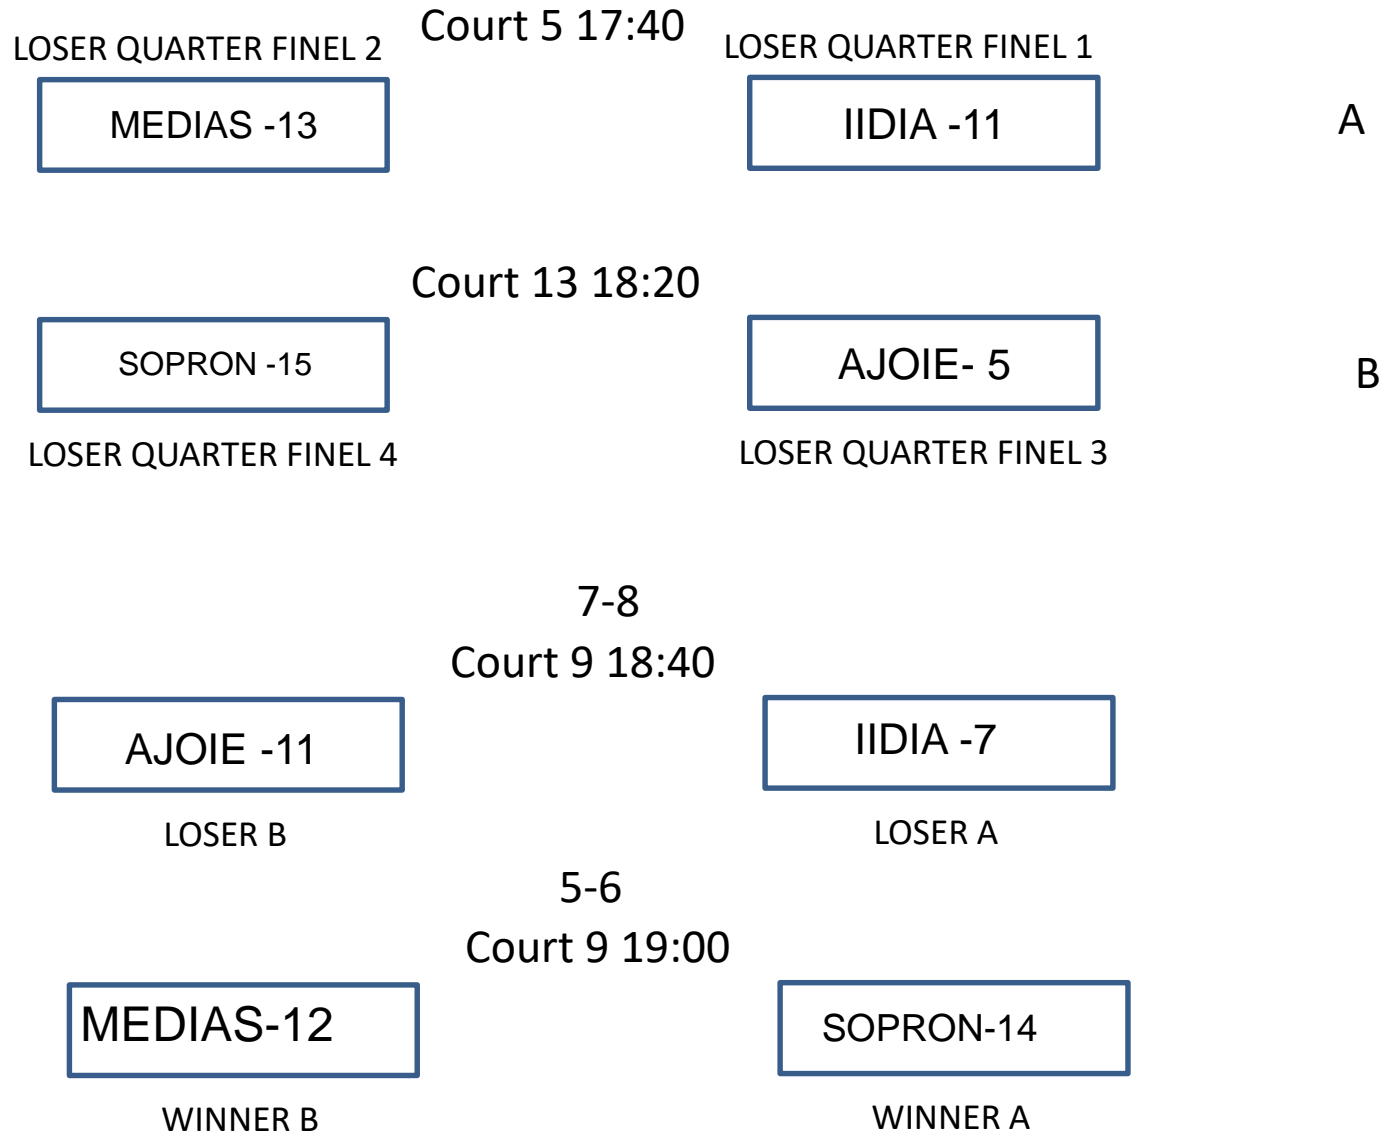 Court 5 17:40
LOSER QUARTER FINEL 2
LOSER QUARTER FINEL 1
MEDIAS -13
IIDIA -11
A
Court 13 18:20
SOPRON -15
AJOIE- 5
B
LOSER QUARTER FINEL 4
LOSER QUARTER FINEL 3
7-8
Court 9 18:40
AJOIE -11
IIDIA -7
LOSER B
LOSER A
5-6
Court 9 19:00
MEDIAS-12
SOPRON-14
WINNER B
WINNER A